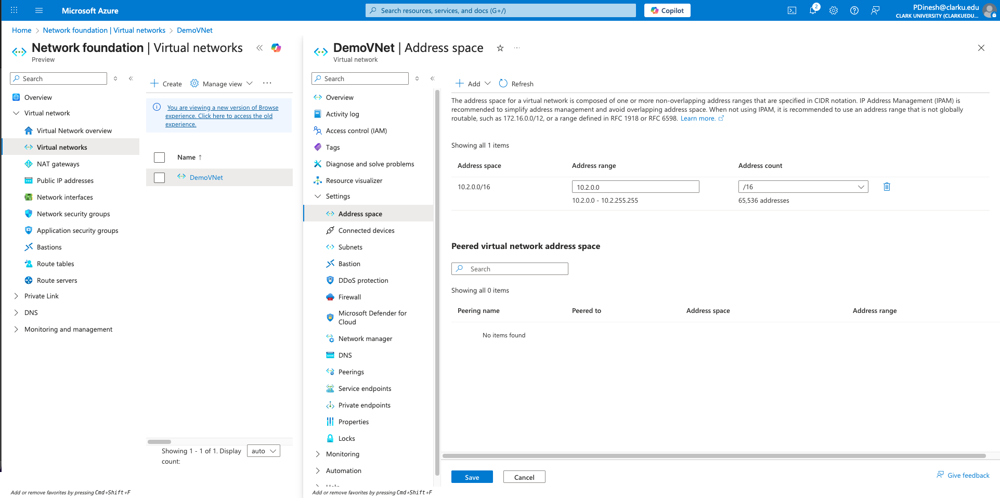 Microsoft Azure
Search resources, services, and docs (G+/)
Copilot
2
PDinesh@clarku.edu
CLARK UNIVERSITY (CLARKUEDU...
Home > Network foundation | Virtual networks > DemoVNet
Network foundation | Virtual networks
Preview
Search
Overview
Virtual network
Virtual Network overview
Virtual networks
NAT gateways
Public IP addresses
Network interfaces
Network security groups
Application security groups
Bastions
Route tables
Route servers
Private Link
DNS
Monitoring and management
Add or remove favorites by pressing Cmd+Shift+F
Create
Manage view
You are viewing a new version of Browse
experience. Click here to access the old
experience.
Name ↑
DemoVNet
Showing 1 - 1 of 1. Display
count:
auto
DemoVNet | Address space
Virtual network
Search
Overview
Activity log
Access control (IAM)
Tags
Diagnose and solve problems
Resource visualizer
Settings
Address space
Connected devices
Subnets
Bastion
DDoS protection
Firewall
Microsoft Defender for
Cloud
Network manager
DNS
Peerings
Service endpoints
Private endpoints
Properties
Locks
Monitoring
Automation
Help
Add or remove favorites by pressing Cmd+Shift+F
Add
Refresh
The address space for a virtual network is composed of one or more non-overlapping address ranges that are specified in CIDR notation. IP Address Management (IPAM) is
recommended to simplify address management and avoid overlapping address space. When not using IPAM, it is recommended to use an address range that is not globally
routable, such as 172.16.0.0/12, or a range defined in RFC 1918 or RFC 6598. Learn more.
Showing all 1 items
Address space Address range Address count
10.2.0.0/16 10.2.0.0 /16
10.2.0.0 - 10.2.255.255 65,536 addresses
Peered virtual network address space
Search
Showing all 0 items
Peering name Peered to Address space Address range
No items found
Save
Cancel
Give feedback